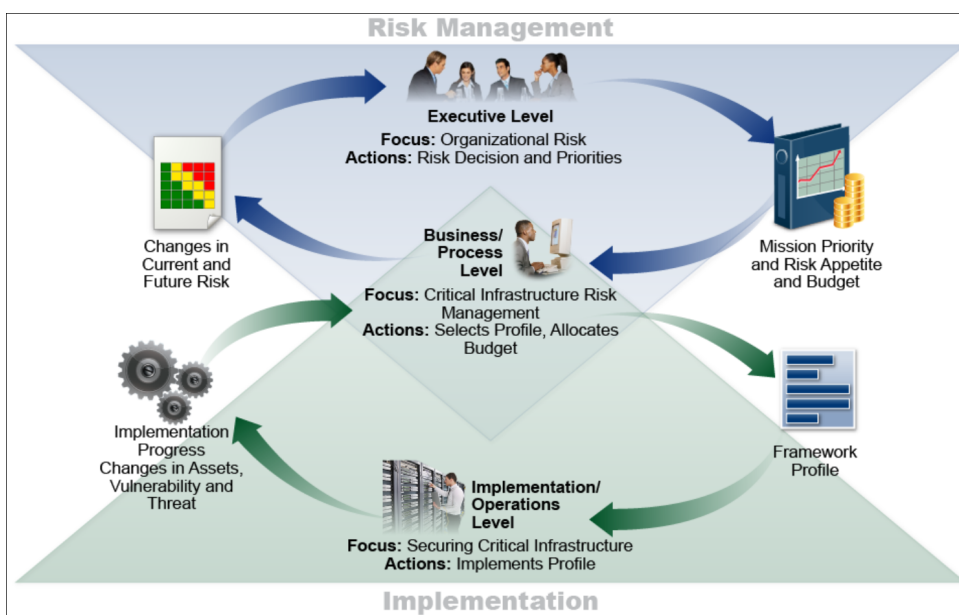 Risk Management
Executive Level
Focus: Organizational Risk
Actions: Risk Decision and Priorities
Changes in
Current and
Future Risk
Mission Priority
and Risk Appetite
and Budget
Business/
Process
Level
Focus: Critical Infrastructure Risk
Management
Actions: Selects Profile, Allocates
Budget
Implementation
Progress
Changes in Assets,
Vulnerability and
Threat
Framework
Profile
Implementation/
Operations
Level
Focus: Securing Critical Infrastructure
Actions: Implements Profile
Implementation